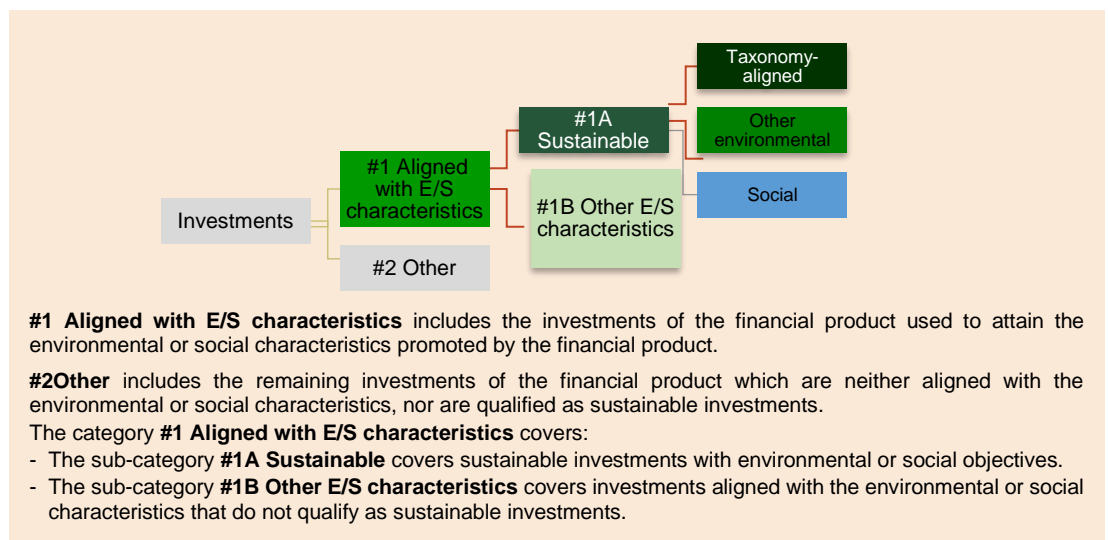 Taxonomy-
aligned
#1A
Sustainable
Other
environmental
#1 Aligned
with E/S
characteristics
Social
#1B Other E/S
characteristics
Investments
#2 Other
#1 Aligned with E/S characteristics includes the investments of the financial product used to attain the
environmental or social characteristics promoted by the financial product.
#2Other includes the remaining investments of the financial product which are neither aligned with the
environmental or social characteristics, nor are qualified as sustainable investments.
The category #1 Aligned with E/S characteristics covers:
- The sub-category #1A Sustainable covers sustainable investments with environmental or social objectives.
- The sub-category #1B Other E/S characteristics covers investments aligned with the environmental or social
characteristics that do not qualify as sustainable investments.